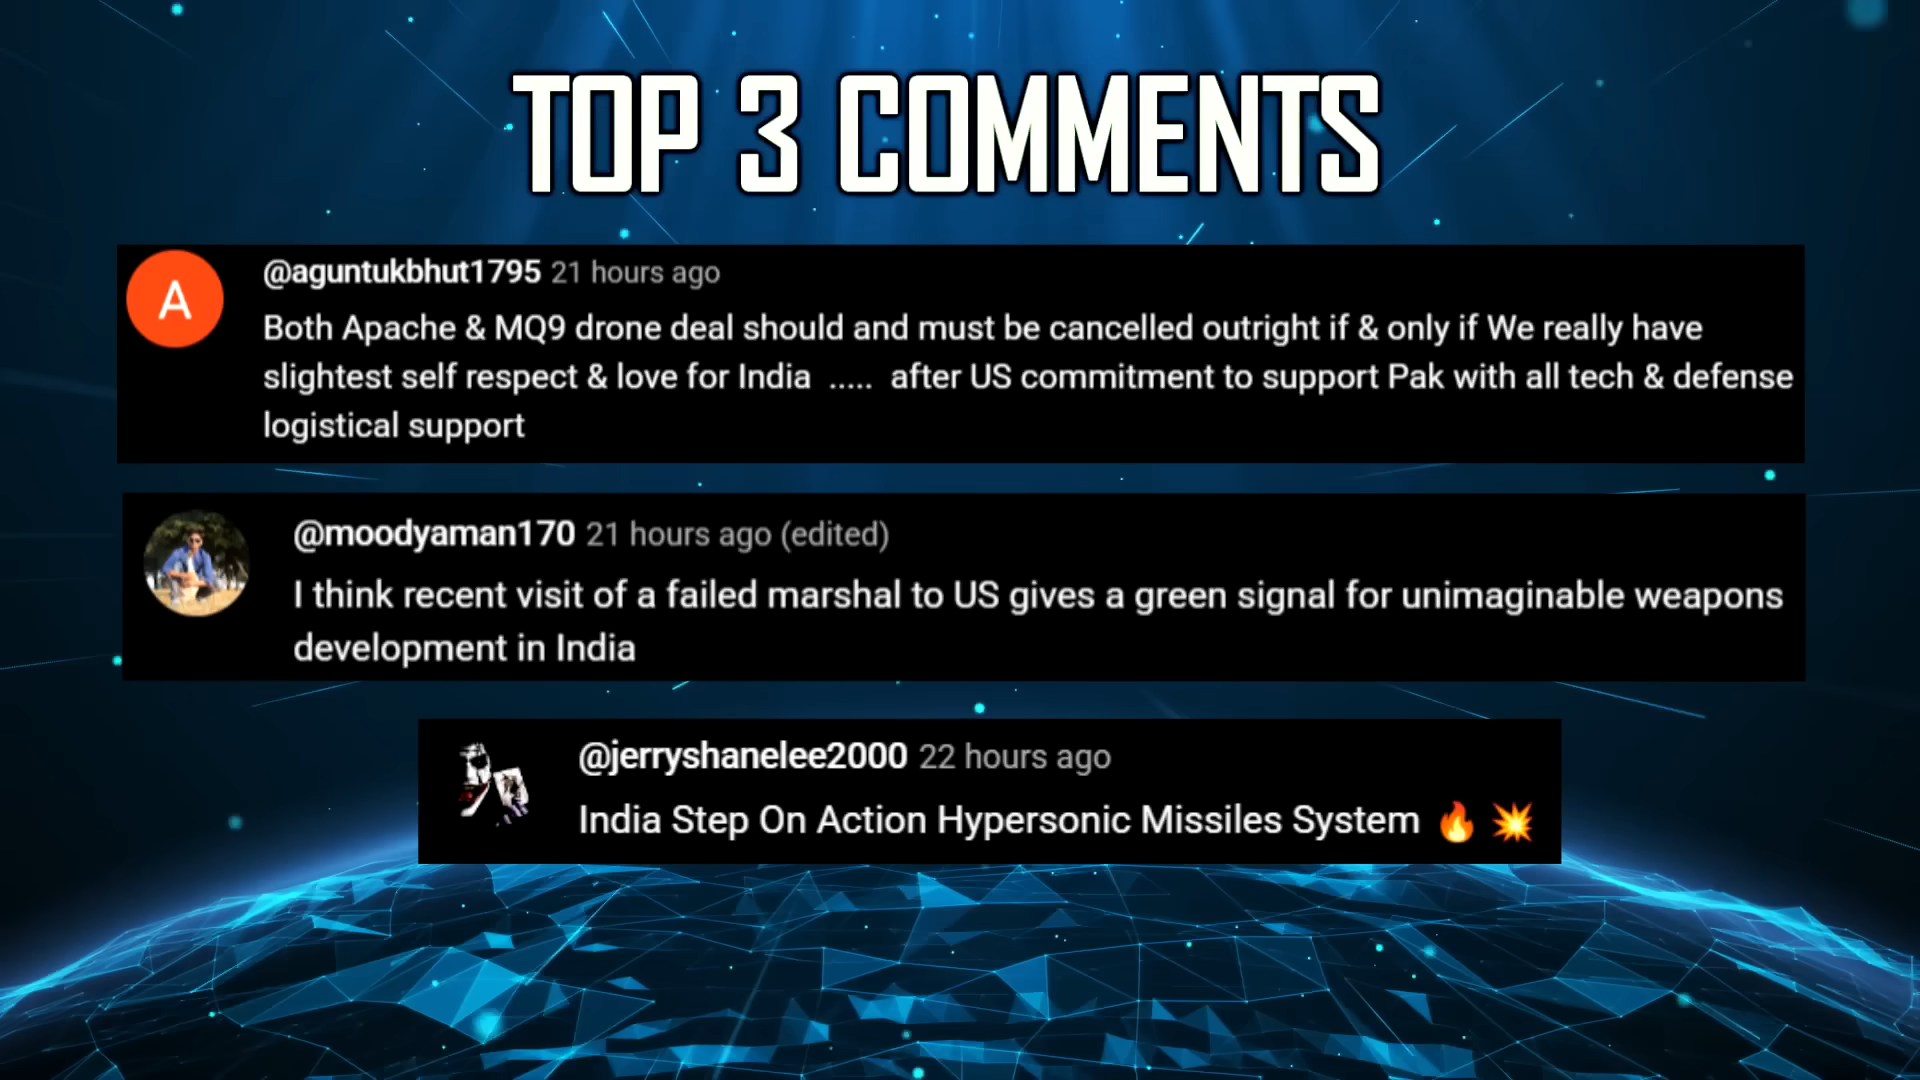 TOP 3 COMMENTS
A
@aguntukbhut1795 21 hours ago
Both Apache & MQ9 drone deal should and must be cancelled outright if & only if We really have
slightest self respect & love for India ..... after US commitment to support Pak with all tech & defense
logistical support
@moodyaman170 21 hours ago (edited)
I think recent visit of a failed marshal to US gives a green signal for unimaginable weapons
development in India
@jerryshanelee2000 22 hours ago
India Step On Action Hypersonic Missiles System 🔥 💥